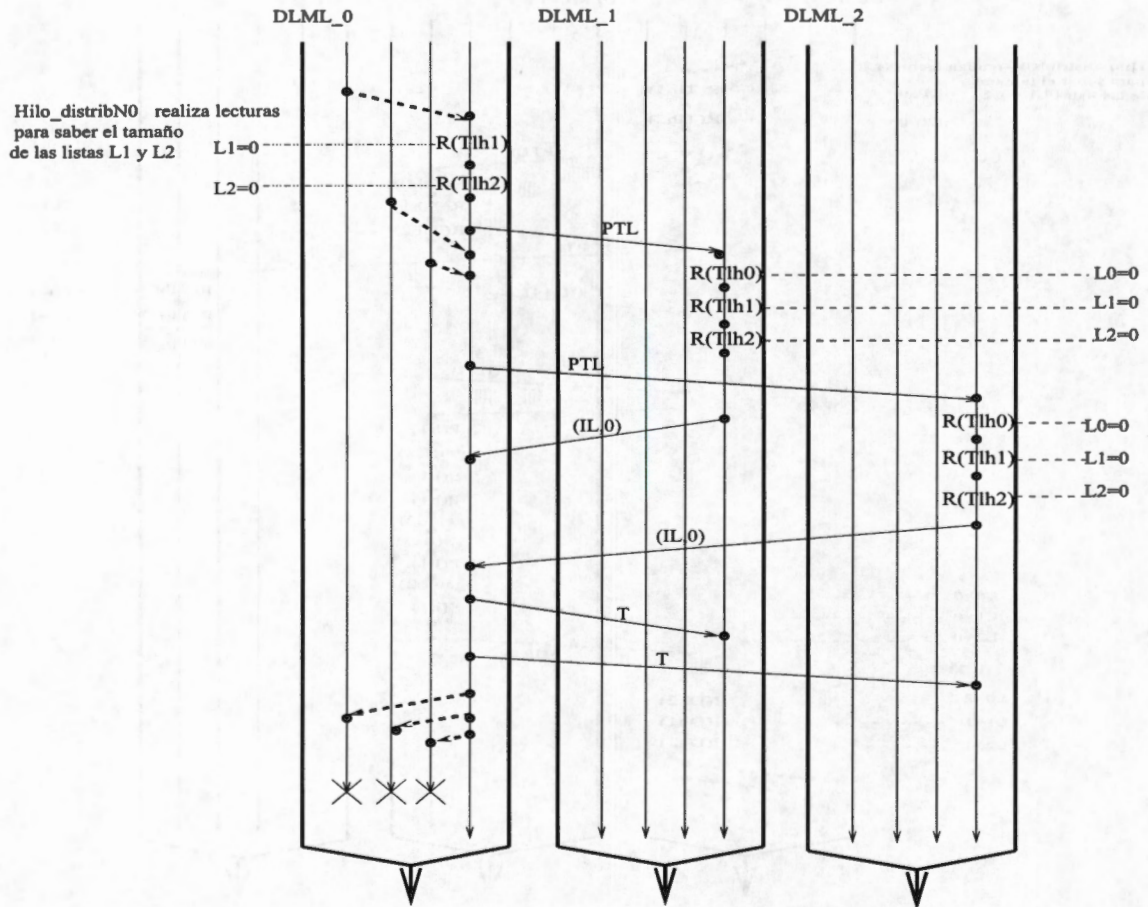 DLML_0
DLML_1
DLML_2
Hilo_distribN0 realiza lecturas
para saber el tamaño
de las listas L1 y L2
L1=0
R(Tlh1)
L2=0
R(Tlh2)
PTL
R(Tlh0)
L0=0
R(Tlh1)
L1=0
R(Tlh2)
L2=0
PTL
(IL,0)
R(Tlh0)
L0=0
R(Tlh1)
L1=0
R(Tlh2)
L2=0
(IL,0)
T
T